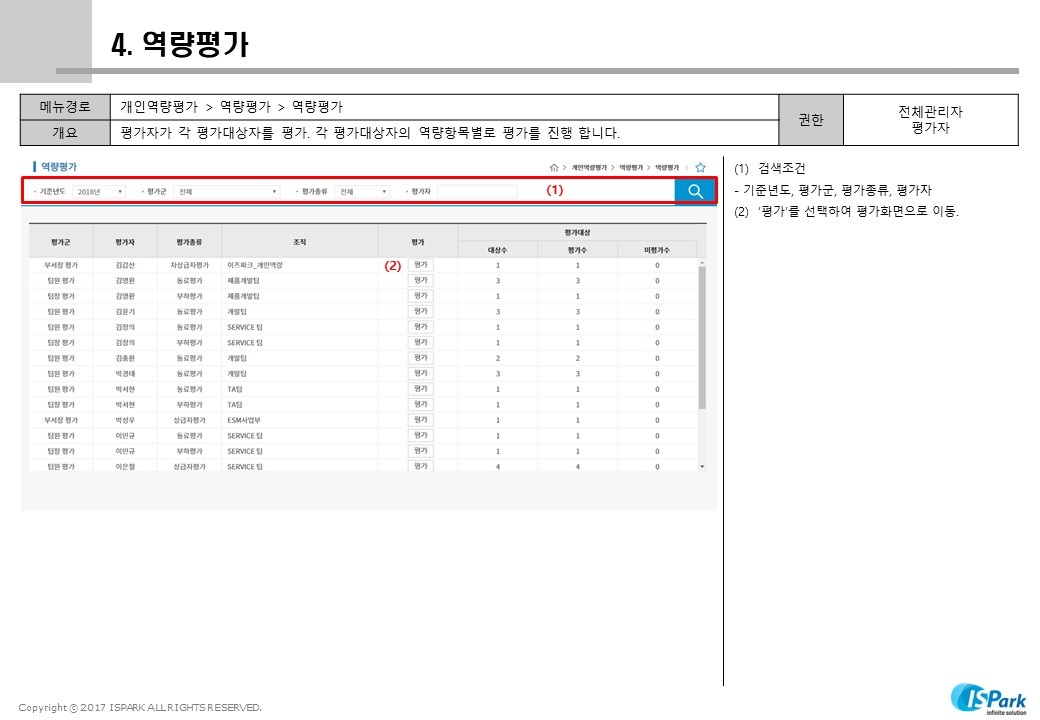 4. 역량평가
메뉴경로 개인역량평가 > 역량평가 > 역량평가 권한 전체관리자 평가자
개요 평가자가 각 평가대상자를 평가. 각 평가대상자의 역량항목별로 평가를 진행 합니다.
역량평가 > 개인역량평가 > 역량평가 > 역량평가
· 기준년도 2018년 · 평가군 전체 · 평가종류 전체 · 평가자 (1)
평가군 평가자 평가종류 조직 평가 평가대상
대상수 평가수 미평가수
부서장 평가 김갑산 차상급자평가 이즈파크_개인역량 (2) 평가 1 1 0
팀원 평가 김영환 동료평가 제품개발팀 평가 3 3 0
팀장 평가 김영환 부하평가 제품개발팀 평가 1 1 0
팀원 평가 김윤기 동료평가 개발팀 평가 3 3 0
팀원 평가 김정의 동료평가 SERVICE 팀 평가 1 1 0
팀장 평가 김정의 부하평가 SERVICE 팀 평가 1 1 0
팀원 평가 김종환 동료평가 개발팀 평가 2 2 0
팀원 평가 박경태 동료평가 개발팀 평가 3 3 0
팀원 평가 박서현 동료평가 TA팀 평가 1 1 0
팀장 평가 박서현 부하평가 TA팀 평가 1 1 0
부서장 평가 박상우 상급자평가 ESM사업부 평가 1 1 0
팀원 평가 이민규 동료평가 SERVICE 팀 평가 1 1 0
팀장 평가 이민규 부하평가 SERVICE 팀 평가 1 1 0
팀원 평가 이은철 상급자평가 SERVICE 팀 평가 4 4 0
(1) 검색조건
- 기준년도, 평가군, 평가종류, 평가자
(2) '평가'를 선택하여 평가화면으로 이동.
Copyright ⓒ 2017 ISPARK ALL RIGHTS RESERVED.
ISPark
infinite solution